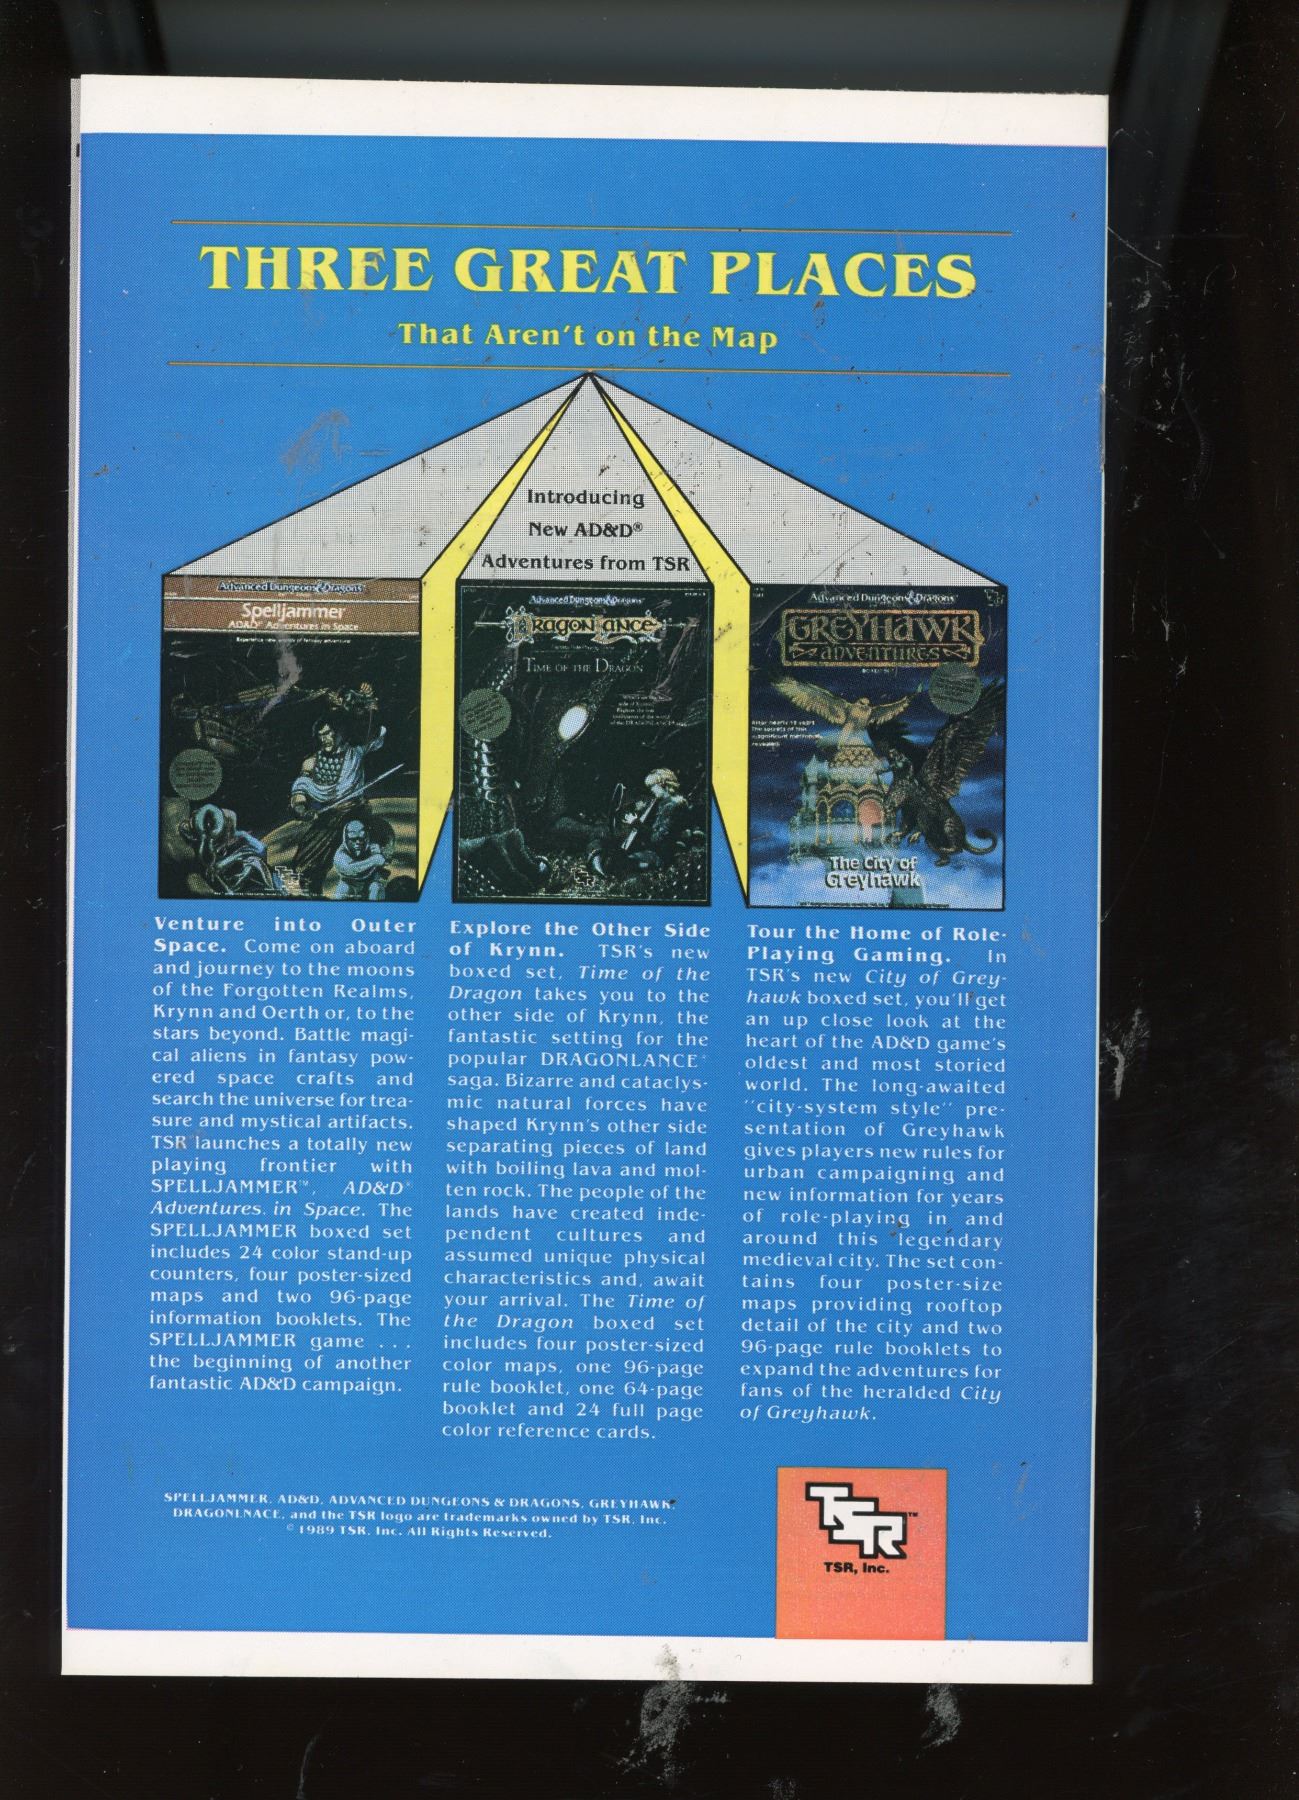 THREE GREAT PLACES
That Aren't on the Map
Introducing
New AD&D®
Adventures from TSR
Advanced Dungeons & Dragons
Spelljammer
AD&D® Adventures in Space
Advanced Dungeons & Dragons
DRAGONLANCE
TIME OF THE DRAGON
Advanced Dungeons & Dragons
GREYHAWK
ADVENTURES
BOXED SET
After nearly 10 years
The secrets of this
magnificent metropolis
revealed
The City of
Greyhawk
Venture into Outer
Space. Come on aboard
and journey to the moons
of the Forgotten Realms,
Krynn and Oerth or, to the
stars beyond. Battle magi-
cal aliens in fantasy pow-
ered space crafts and
search the universe for trea-
sure and mystical artifacts.
TSR launches a totally new
playing frontier with
SPELLJAMMER™, AD&D®
Adventures in Space. The
SPELLJAMMER boxed set
includes 24 color stand-up
counters, four poster-sized
maps and two 96-page
information booklets. The
SPELLJAMMER game . . .
the beginning of another
fantastic AD&D campaign.
Explore the Other Side
of Krynn. TSR's new
boxed set, Time of the
Dragon takes you to the
other side of Krynn, the
fantastic setting for the
popular DRAGONLANCE®
saga. Bizarre and cataclys-
mic natural forces have
shaped Krynn's other side
separating pieces of land
with boiling lava and mol-
ten rock. The people of the
lands have created inde-
pendent cultures and
assumed unique physical
characteristics and, await
your arrival. The Time of
the Dragon boxed set
includes four poster-sized
color maps, one 96-page
rule booklet, one 64-page
booklet and 24 full page
color reference cards.
Tour the Home of Role-
Playing Gaming. In
TSR's new City of Grey-
hawk boxed set, you'll get
an up close look at the
heart of the AD&D game's
oldest and most storied
world. The long-awaited
"city-system style" pre-
sentation of Greyhawk
gives players new rules for
urban campaigning and
new information for years
of role-playing in and
around this legendary
medieval city. The set con-
tains four poster-size
maps providing rooftop
detail of the city and two
96-page rule booklets to
expand the adventures for
fans of the heralded City
of Greyhawk.
SPELLJAMMER, AD&D, ADVANCED DUNGEONS & DRAGONS, GREYHAWK,
DRAGONLNACE, and the TSR logo are trademarks owned by TSR, Inc.
© 1989 TSR, Inc. All Rights Reserved.
TSR™
TSR, Inc.